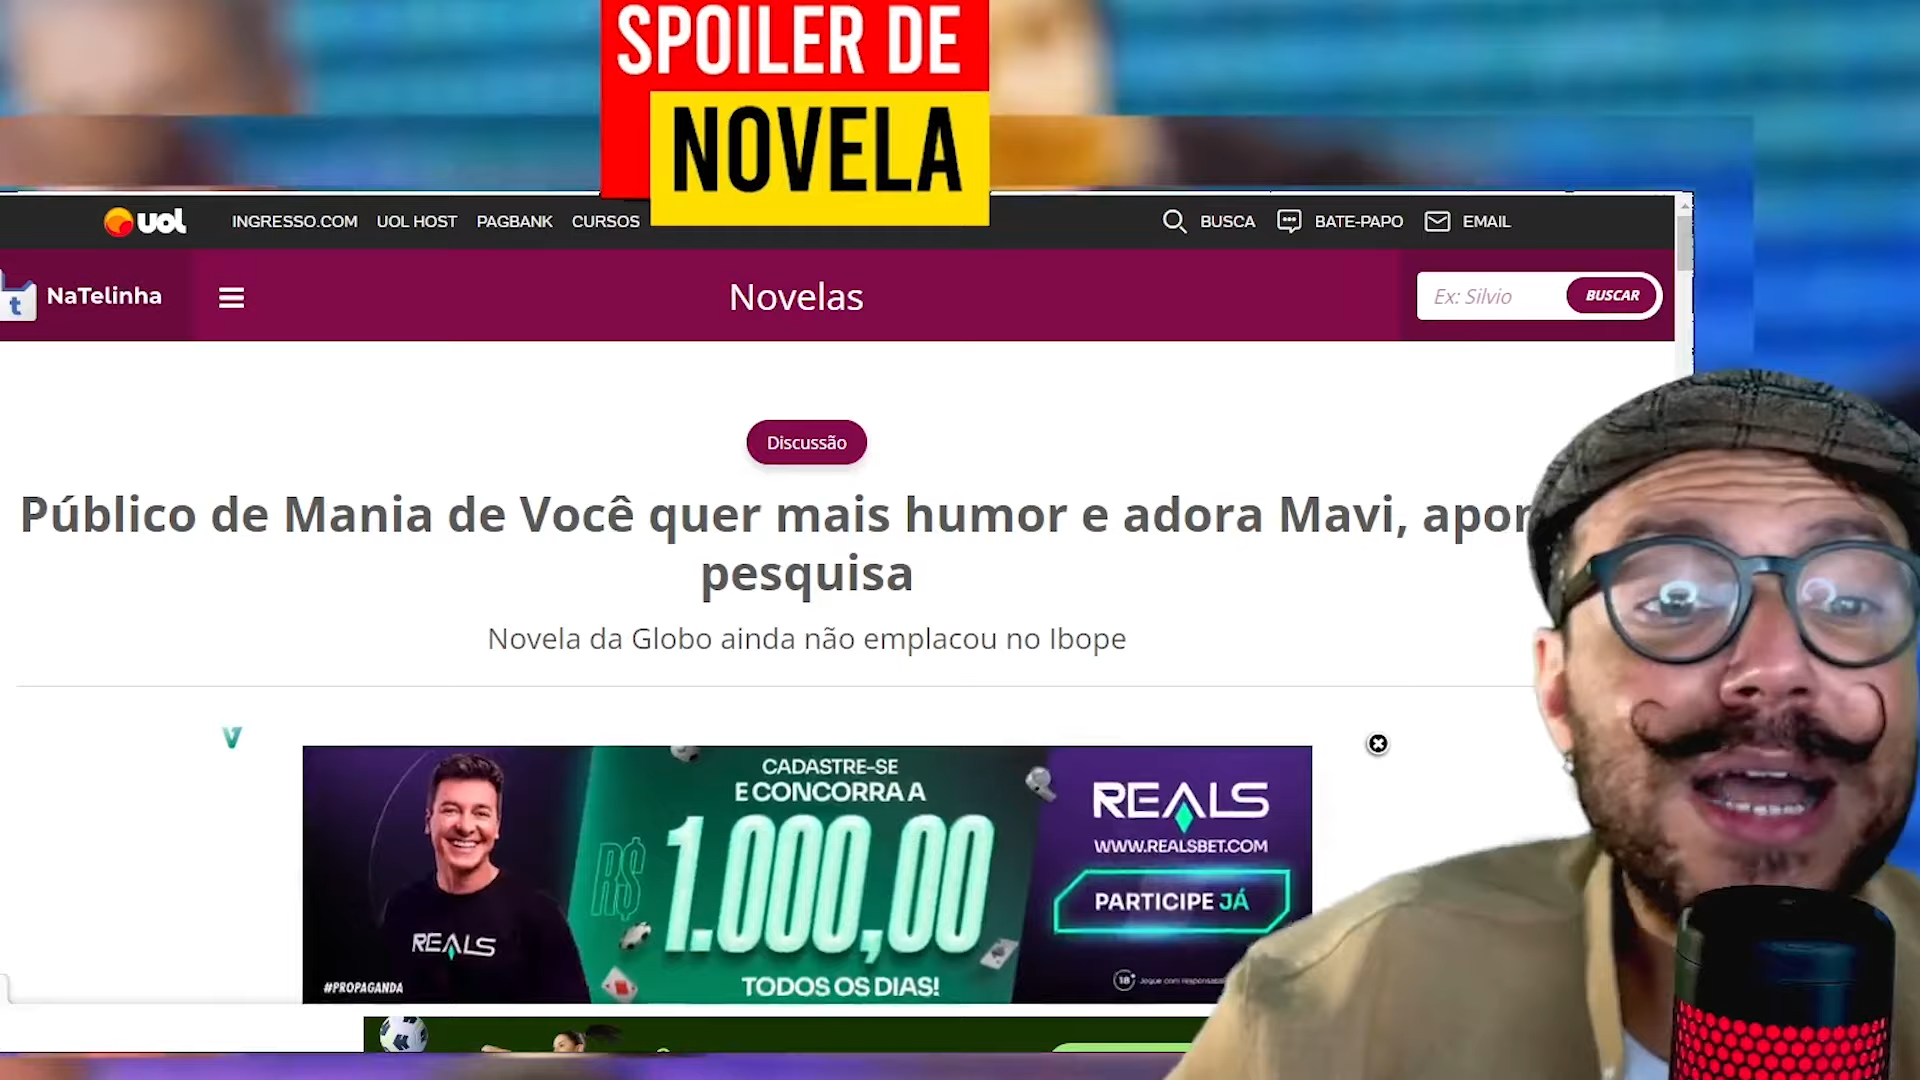 SPOILER DE
NOVELA
uol
INGRESSO.COM UOL HOST PAGBANK CURSOS
BUSCA BATE-PAPO EMAIL
t NaTelinha
Novelas
Ex: Silvio BUSCAR
Discussão
Público de Mania de Você quer mais humor e adora Mavi, apon
pesquisa
Novela da Globo ainda não emplacou no Ibope
CADASTRE-SE
E CONCORRA A
R$ 1.000,00
TODOS OS DIAS!
REALS
WWW.REALSBET.COM
PARTICIPE JÁ
REALS
#PROPAGANDA
18+ Jogue com